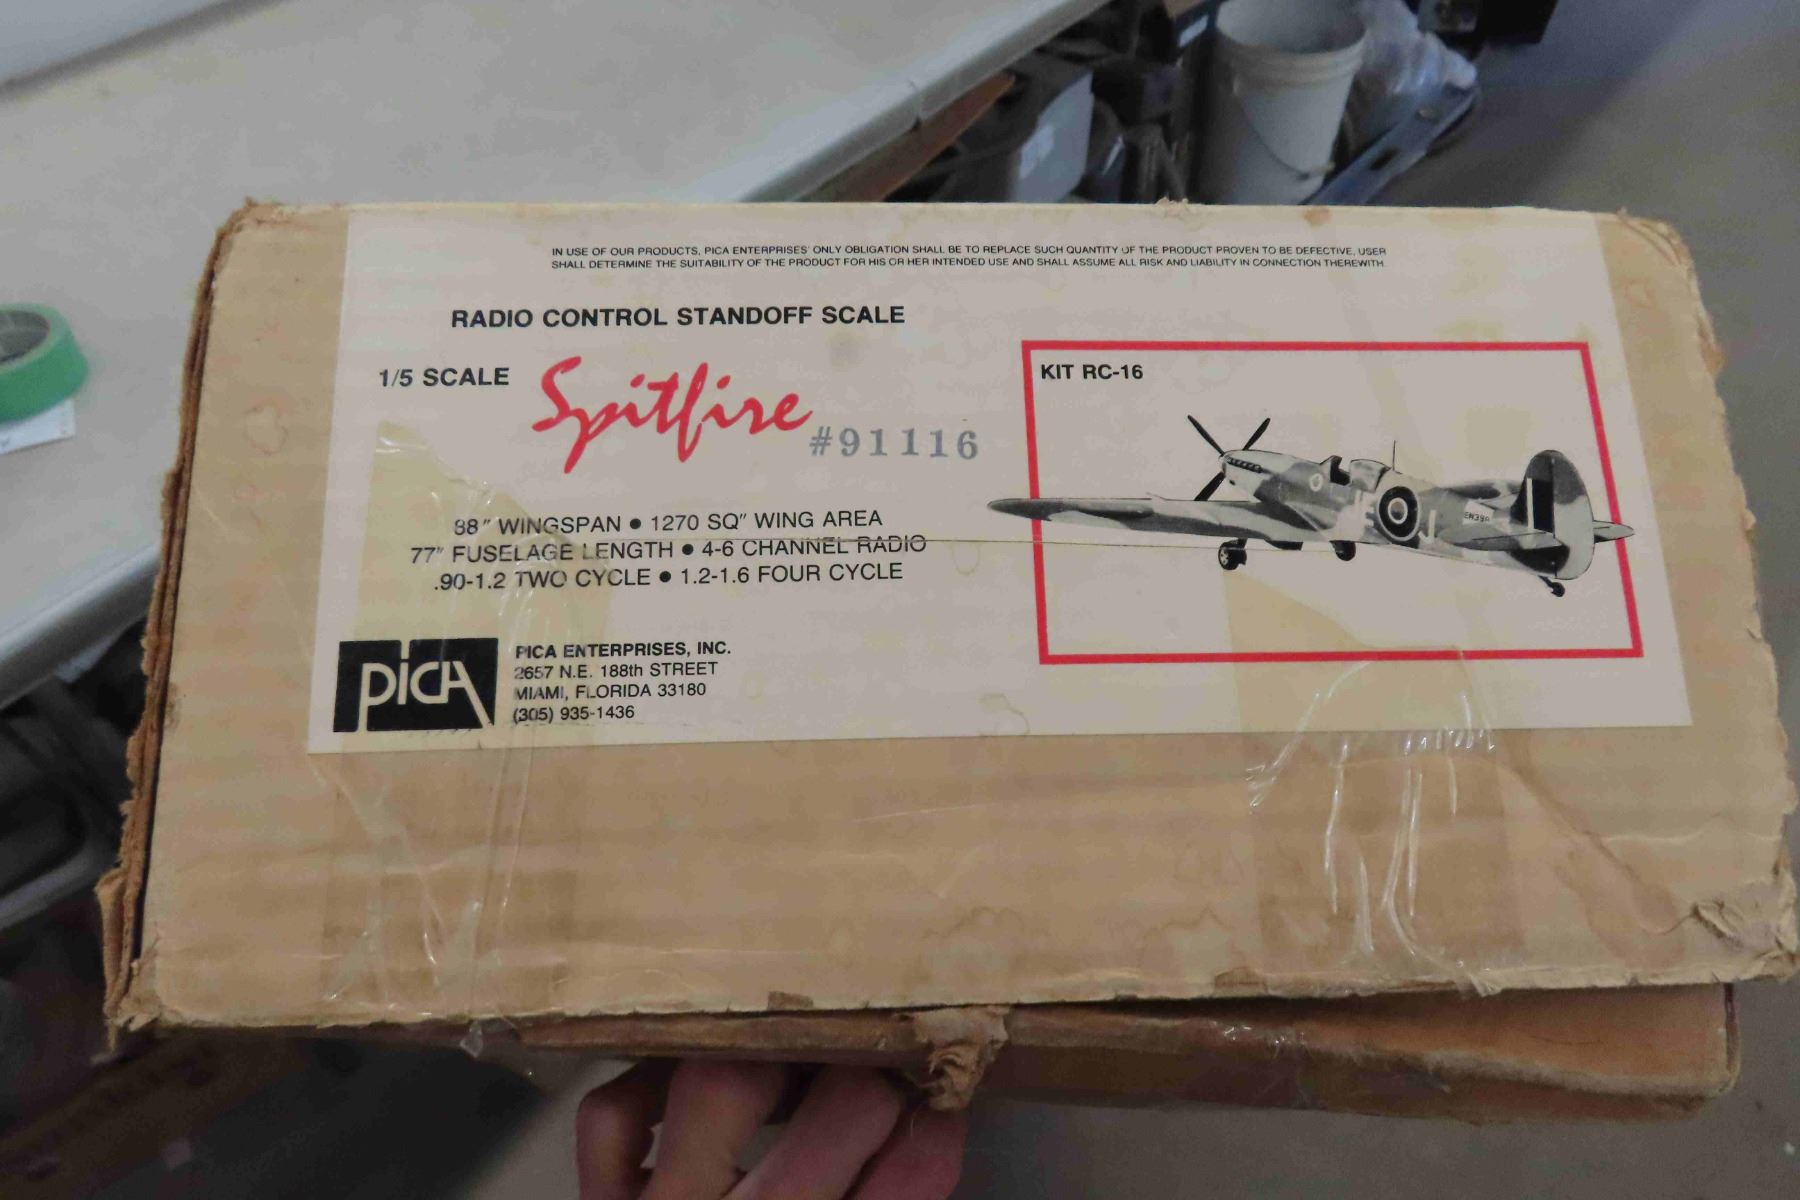 IN USE OF OUR PRODUCTS, PICA ENTERPRISES' ONLY OBLIGATION SHALL BE TO REPLACE SUCH QUANTITY OF THE PRODUCT PROVEN TO BE DEFECTIVE, USER
SHALL DETERMINE THE SUITABILITY OF THE PRODUCT FOR HIS OR HER INTENDED USE AND SHALL ASSUME ALL RISK AND LIABILITY IN CONNECTION THEREWITH.
RADIO CONTROL STANDOFF SCALE
1/5 SCALE Spitfire #91116
88" WINGSPAN ● 1270 SQ" WING AREA
77" FUSELAGE LENGTH ● 4-6 CHANNEL RADIO
.90-1.2 TWO CYCLE ● 1.2-1.6 FOUR CYCLE
KIT RC-16
PICA
PICA ENTERPRISES, INC.
2657 N.E. 188th STREET
MIAMI, FLORIDA 33180
(305) 935-1436